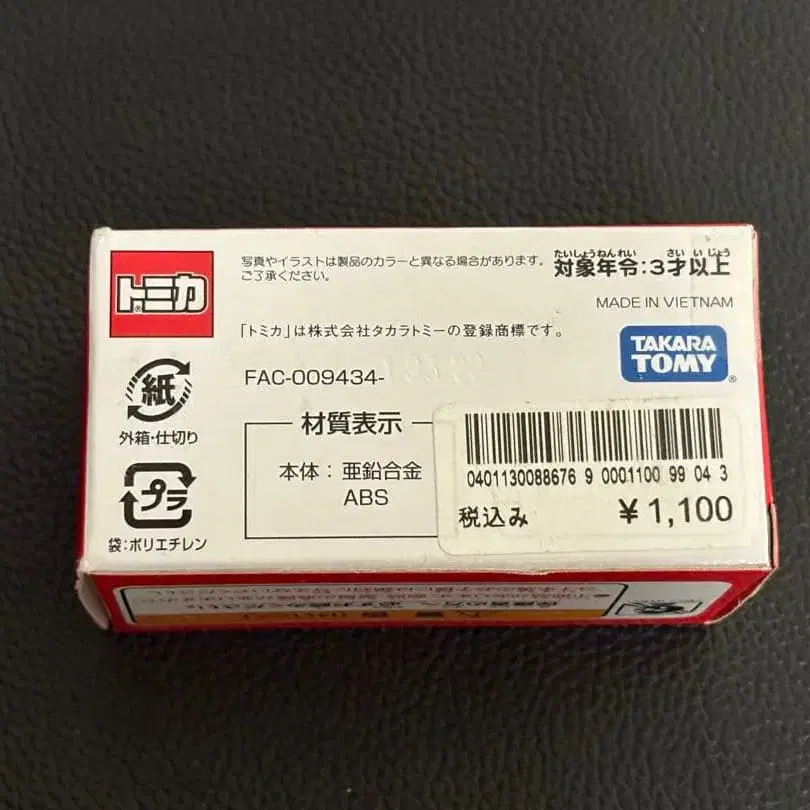 トミカ
写真やイラストは製品のカラーと異なる場合があります。
ご了承ください。
たいしょうねんれい さい いじょう
対象年令:3才以上
MADE IN VIETNAM
「トミカ」は株式会社タカラトミーの登録商標です。
TAKARA
TOMY
FAC-009434-
紙
外箱・仕切り
プラ
袋:ポリエチレン
材質表示
本体: 亜鉛合金
ABS
0401130088676 9 0001100 99 04 3
税込み ¥1,100